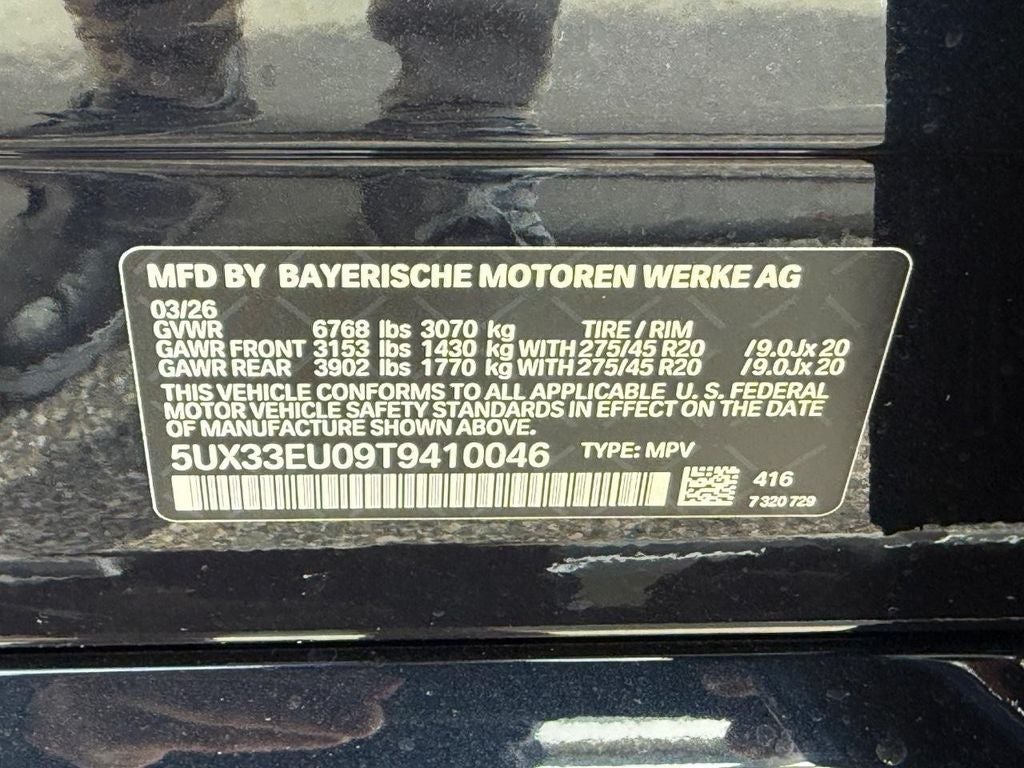 MFD BY BAYERISCHE MOTOREN WERKE AG
03/26
GVWR 6768 lbs 3070 kg TIRE / RIM
GAWR FRONT 3153 lbs 1430 kg WITH 275/45 R20 /9.0Jx20
GAWR REAR 3902 lbs 1770 kg WITH 275/45 R20 /9.0Jx20
THIS VEHICLE CONFORMS TO ALL APPLICABLE U. S. FEDERAL
MOTOR VEHICLE SAFETY STANDARDS IN EFFECT ON THE DATE
OF MANUFACTURE SHOWN ABOVE.
5UX33EU09T9410046 TYPE: MPV
416
7 320 729